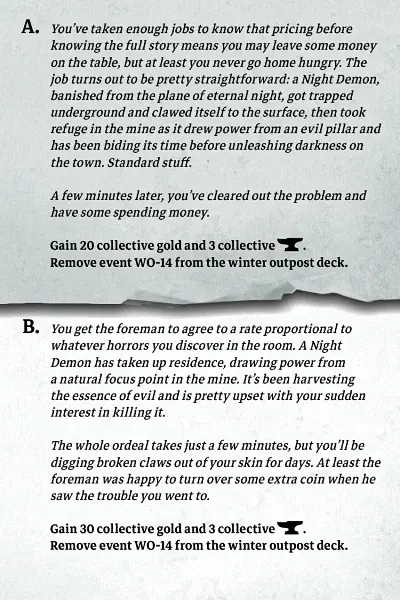 A. You've taken enough jobs to know that pricing before
knowing the full story means you may leave some money
on the table, but at least you never go home hungry. The
job turns out to be pretty straightforward: a Night Demon,
banished from the plane of eternal night, got trapped
underground and clawed itself to the surface, then took
refuge in the mine as it drew power from an evil pillar and
has been biding its time before unleashing darkness on
the town. Standard stuff.
A few minutes later, you've cleared out the problem and
have some spending money.
Gain 20 collective gold and 3 collective .
Remove event WO-14 from the winter outpost deck.
B. You get the foreman to agree to a rate proportional to
whatever horrors you discover in the room. A Night
Demon has taken up residence, drawing power from
a natural focus point in the mine. It's been harvesting
the essence of evil and is pretty upset with your sudden
interest in killing it.
The whole ordeal takes just a few minutes, but you'll be
digging broken claws out of your skin for days. At least the
foreman was happy to turn over some extra coin when he
saw the trouble you went to.
Gain 30 collective gold and 3 collective .
Remove event WO-14 from the winter outpost deck.